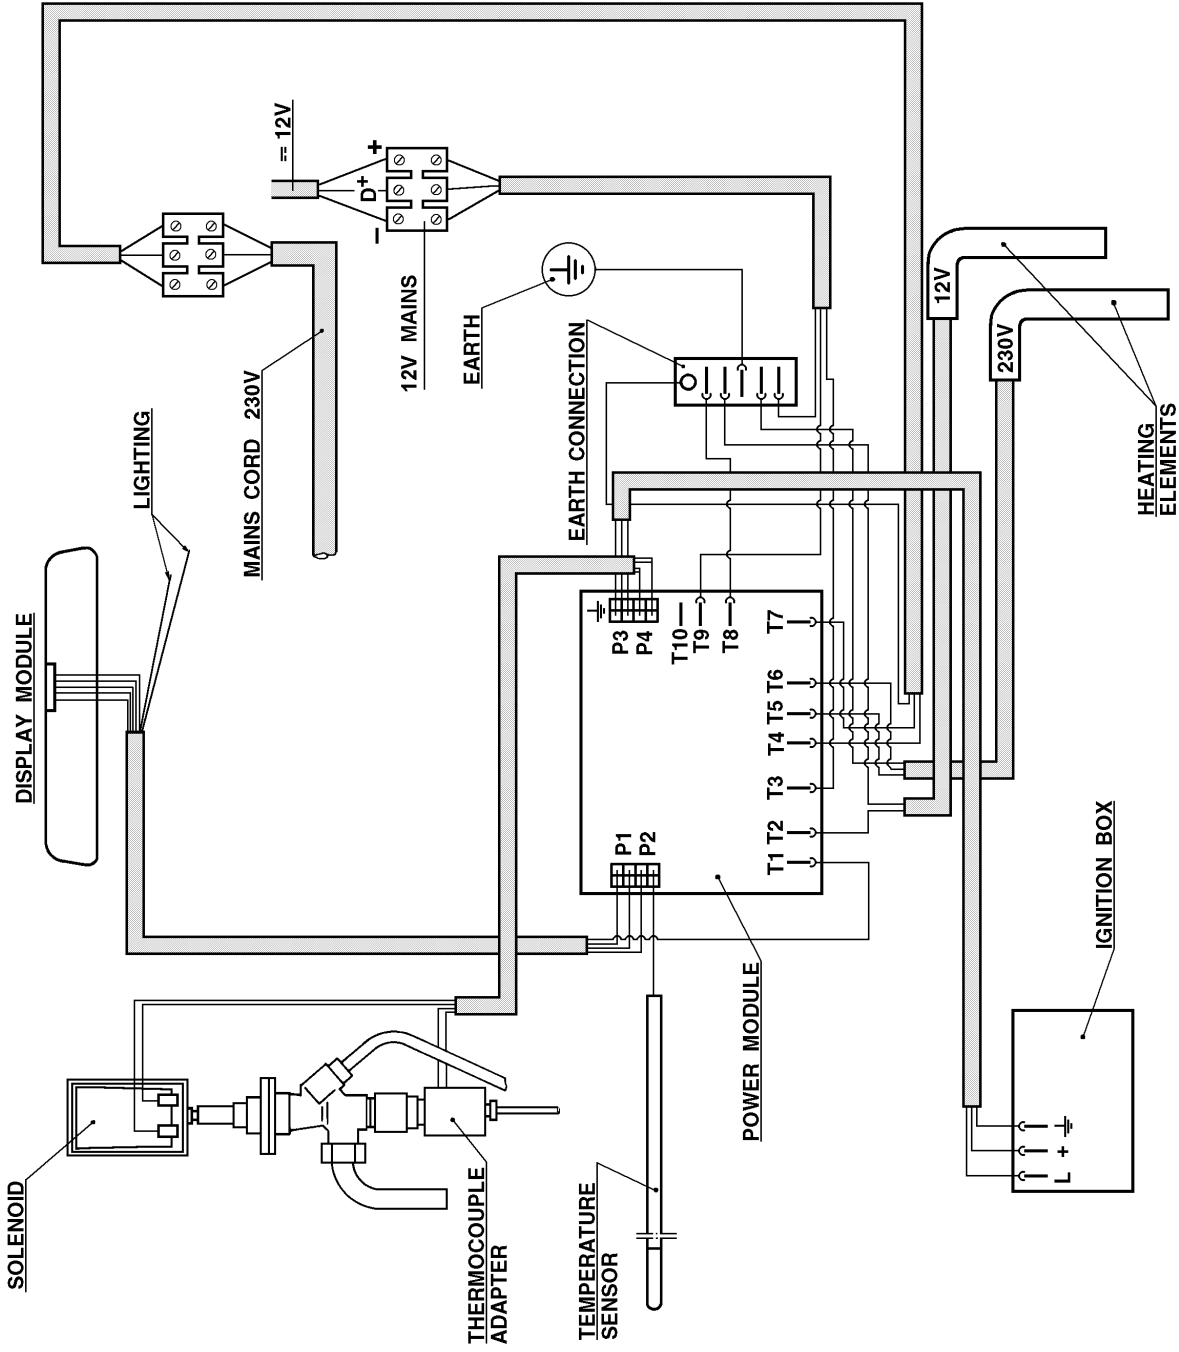 SOLENOID
DISPLAY MODULE
LIGHTING
MAINS CORD 230V
⎓ 12V
− D+ +
12V MAINS
EARTH
THERMOCOUPLE
ADAPTER
EARTH CONNECTION
TEMPERATURE
SENSOR
P1
P2
P3
P4
T10
T9
T8
POWER MODULE
T1 T2 T3 T4 T5 T6 T7
12V
230V
L +
IGNITION BOX
HEATING
ELEMENTS